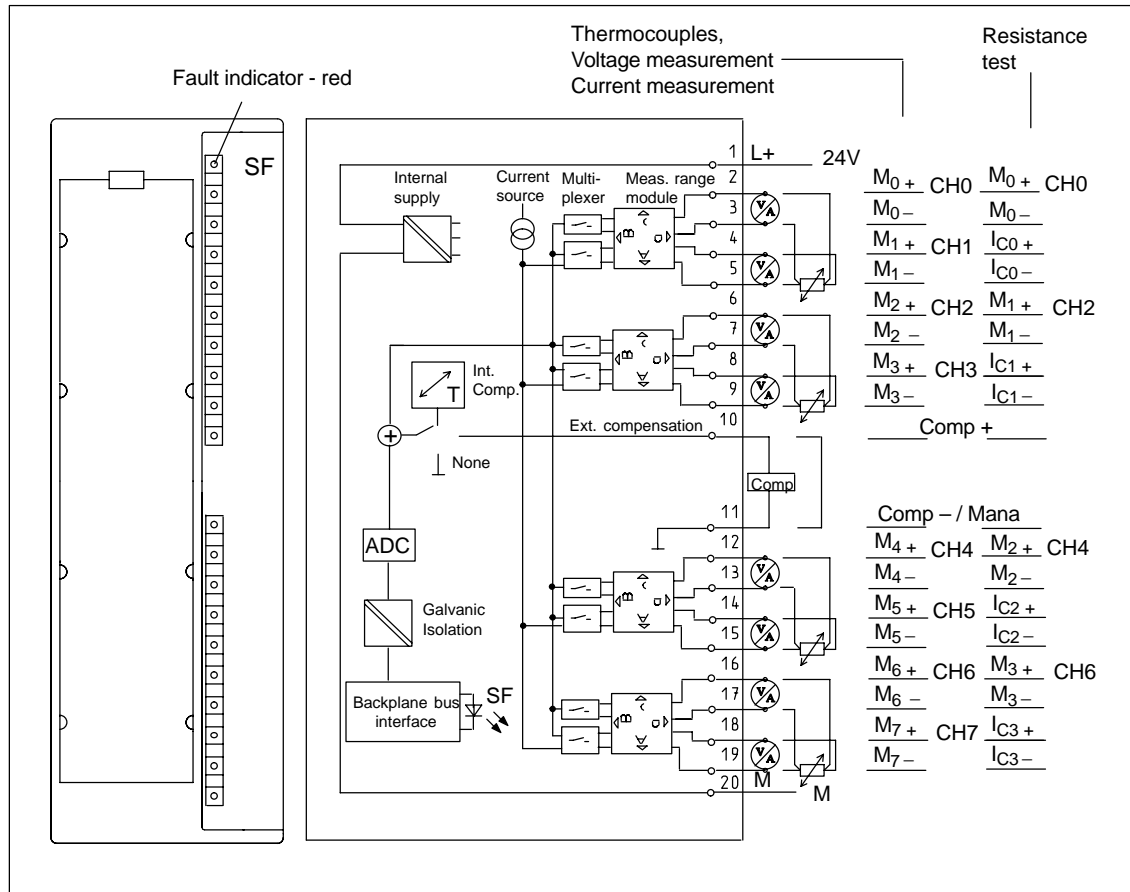 Thermocouples,
Voltage measurement
Current measurement
Resistance
test
Fault indicator - red
SF
Internal
supply
Current
source
Multi-
plexer
Meas. range
module
1 L+ 24V
2
3
4
5
6
7
8
9
10
11
12
13
14
15
16
17
18
19
20
A B C D
A B C D
A B C D
A B C D
V A
V A
V A
V A
V A
V A
V A
V A
T
Int.
Comp.
Ext. compensation
None
Comp
ADC
Galvanic
Isolation
Backplane bus
interface
SF
M
M
M0 + CH0 M0 + CH0
M0 – M0 –
M1 + CH1 IC0 +
M1 – IC0 –
M2 + CH2 M1 + CH2
M2 – M1 –
M3 + CH3 IC1 +
M3 – IC1 –
Comp +
Comp – / Mana
M4 + CH4 M2 + CH4
M4 – M2 –
M5 + CH5 IC2 +
M5 – IC2 –
M6 + CH6 M3 + CH6
M6 – M3 –
M7 + CH7 IC3 +
M7 – IC3 –